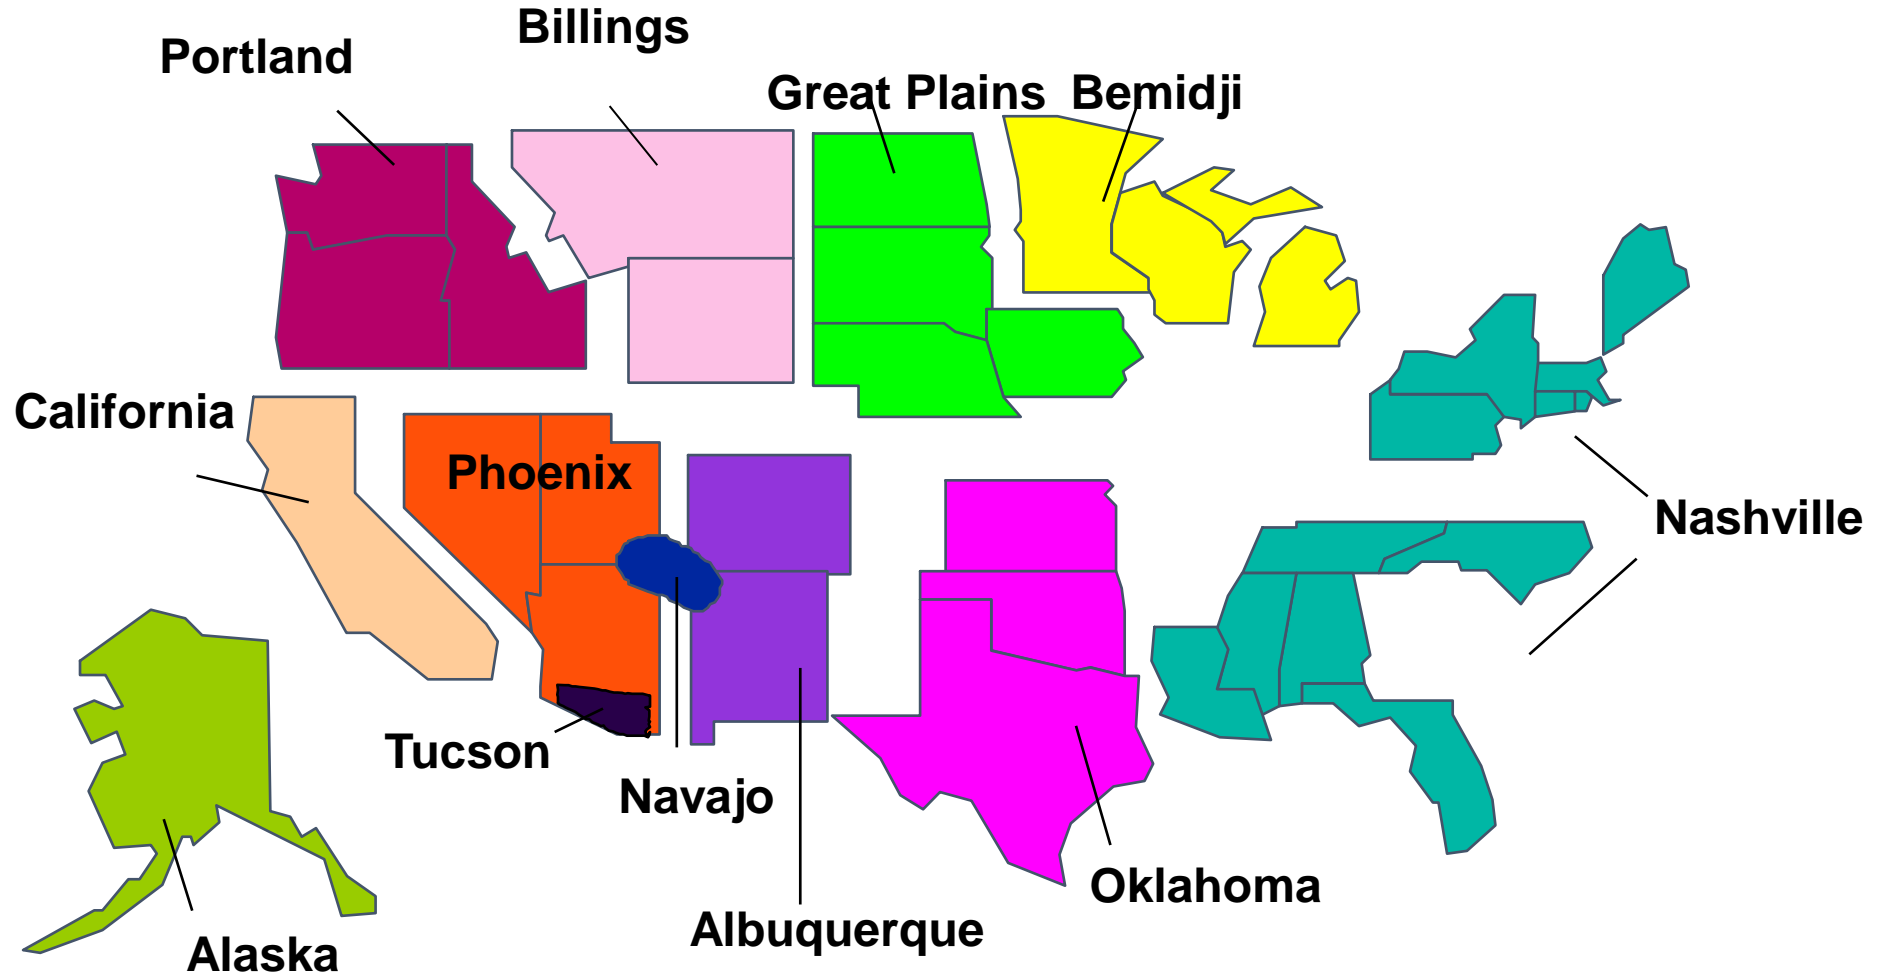 Billings
Portland
Great Plains
Bemidji
California
Phoenix
Nashville
Tucson
Navajo
Oklahoma
Albuquerque
Alaska